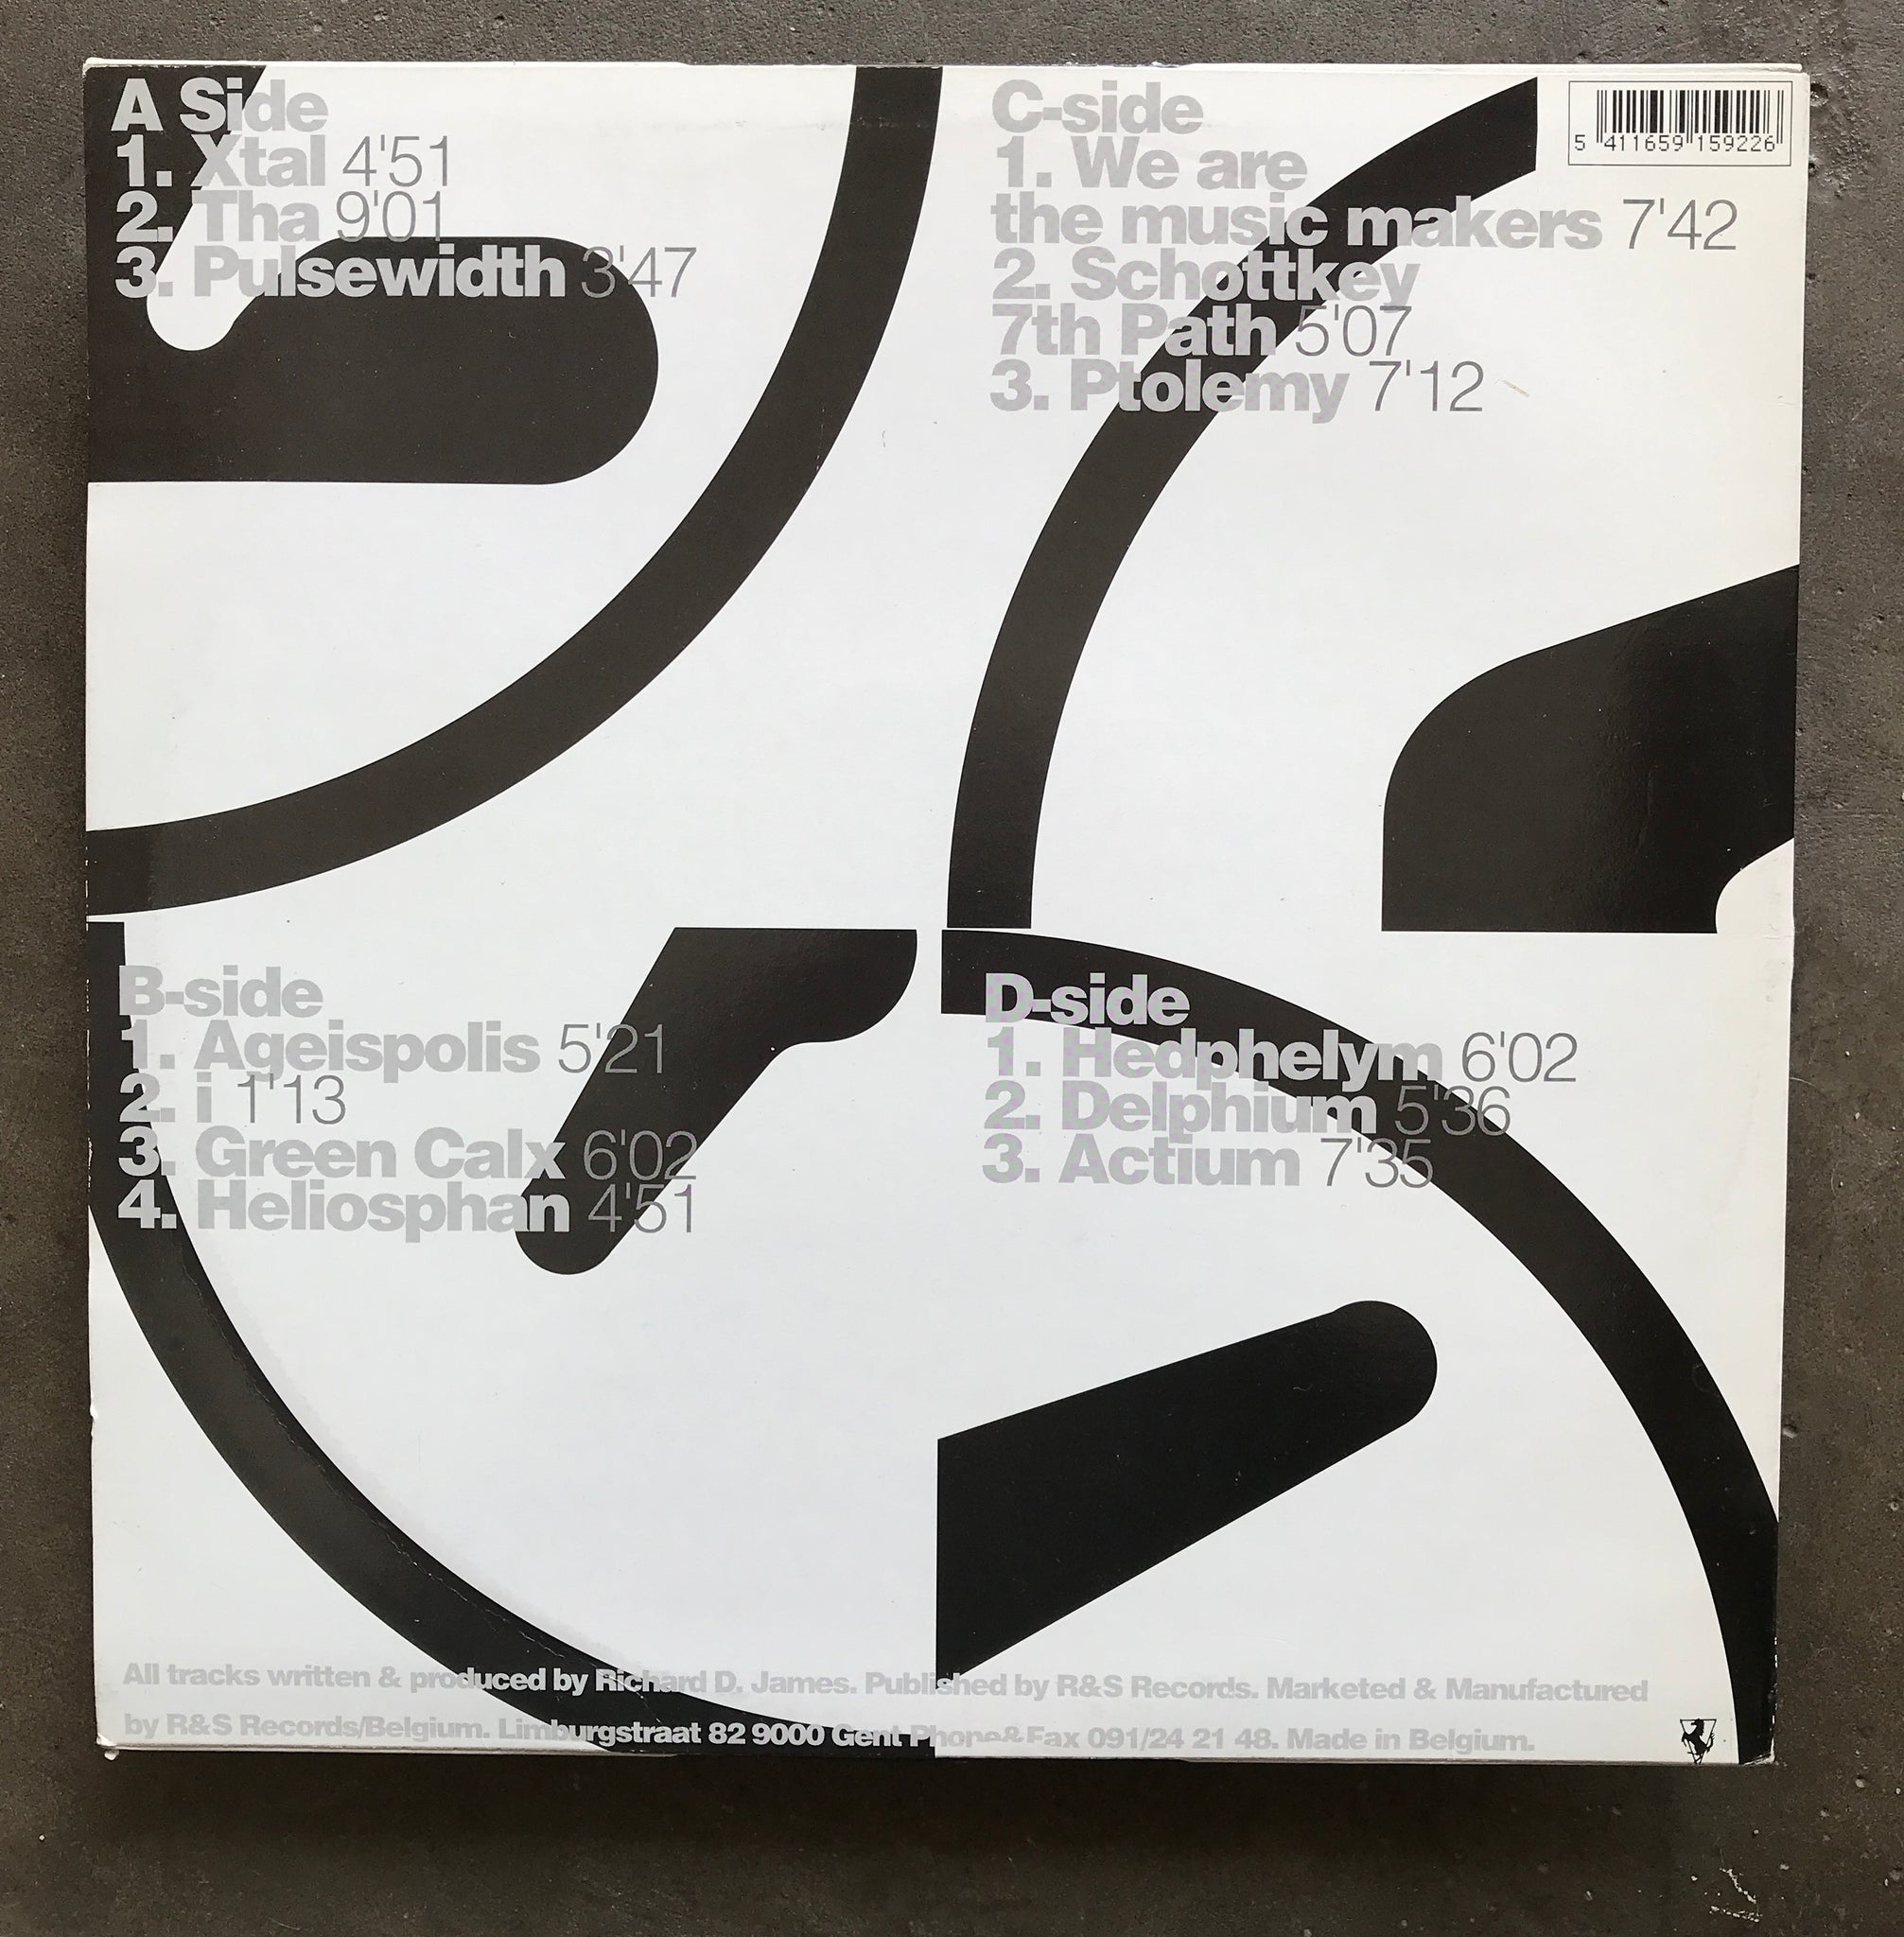 A Side
1. Xtal 4'51
2. Tha 9'01
3. Pulsewidth 3'47
B-side
1. Ageispolis 5'21
2. i 1'13
3. Green Calx 6'02
4. Heliosphan 4'51
C-side
1. We are
the music makers 7'42
2. Schottkey
7th Path 5'07
3. Ptolemy 7'12
D-side
1. Hedphelym 6'02
2. Delphium 5'36
3. Actium 7'35
5 411659 159226
All tracks written & produced by Richard D. James. Published by R&S Records. Marketed & Manufactured
by R&S Records/Belgium. Limburgstraat 82 9000 Gent Phone&Fax 091/24 21 48. Made in Belgium.